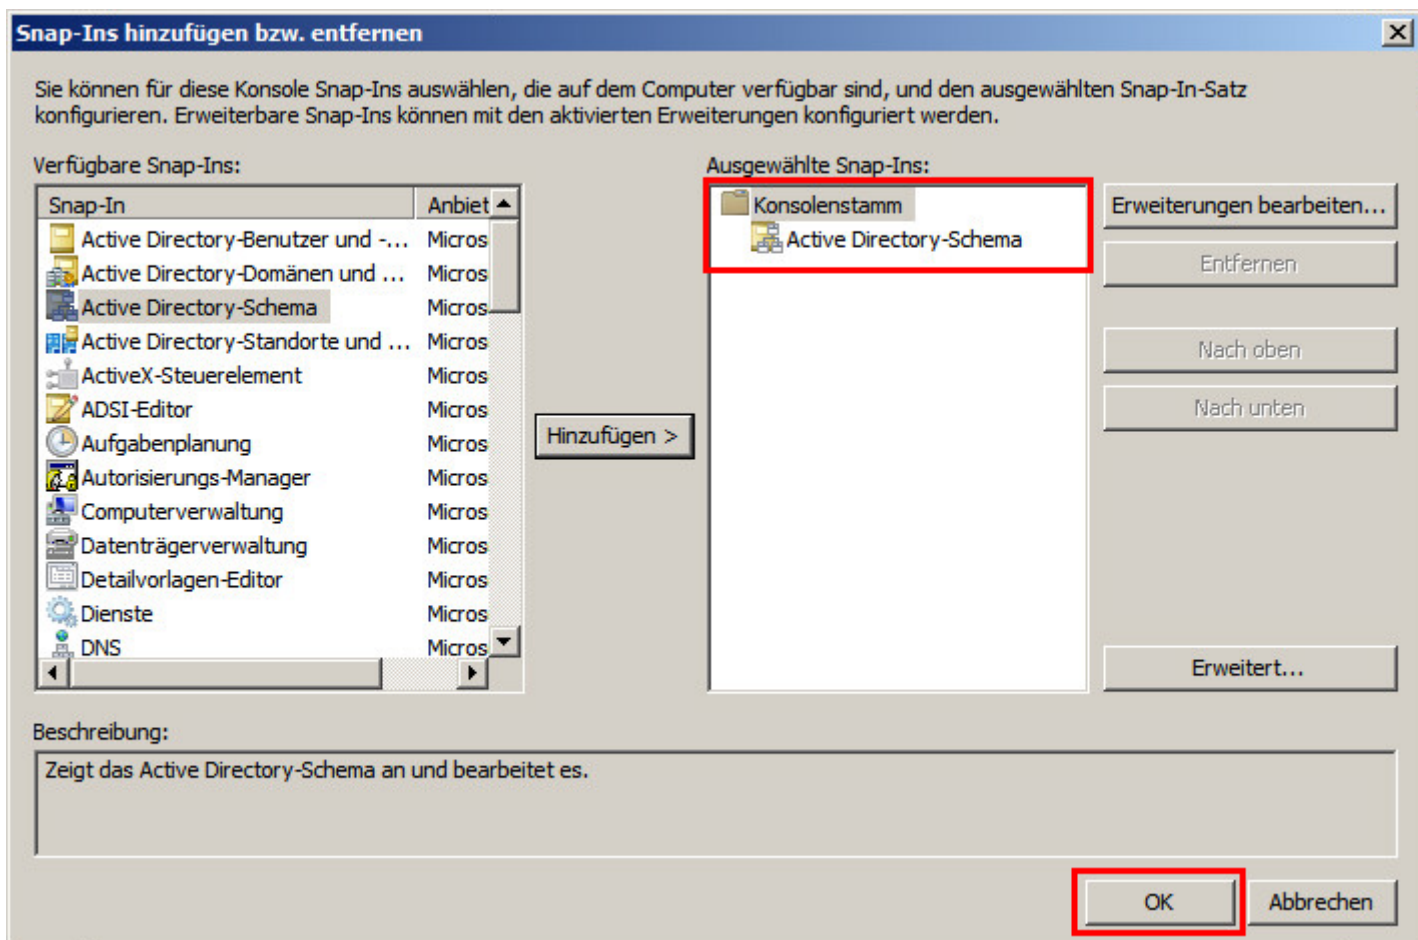 Snap-Ins hinzufügen bzw. entfernen
Sie können für diese Konsole Snap-Ins auswählen, die auf dem Computer verfügbar sind, und den ausgewählten Snap-In-Satz
konfigurieren. Erweiterbare Snap-Ins können mit den aktivierten Erweiterungen konfiguriert werden.
Verfügbare Snap-Ins:
Snap-In Anbiet
Active Directory-Benutzer und -... Micros
Active Directory-Domänen und ... Micros
Active Directory-Schema Micros
Active Directory-Standorte und ... Micros
ActiveX-Steuerelement Micros
ADSI-Editor Micros
Aufgabenplanung Micros
Autorisierungs-Manager Micros
Computerverwaltung Micros
Datenträgerverwaltung Micros
Detailvorlagen-Editor Micros
Dienste Micros
DNS Micros
Hinzufügen >
Ausgewählte Snap-Ins:
Konsolenstamm
Active Directory-Schema
Erweiterungen bearbeiten...
Entfernen
Nach oben
Nach unten
Erweitert...
Beschreibung:
Zeigt das Active Directory-Schema an und bearbeitet es.
OK Abbrechen